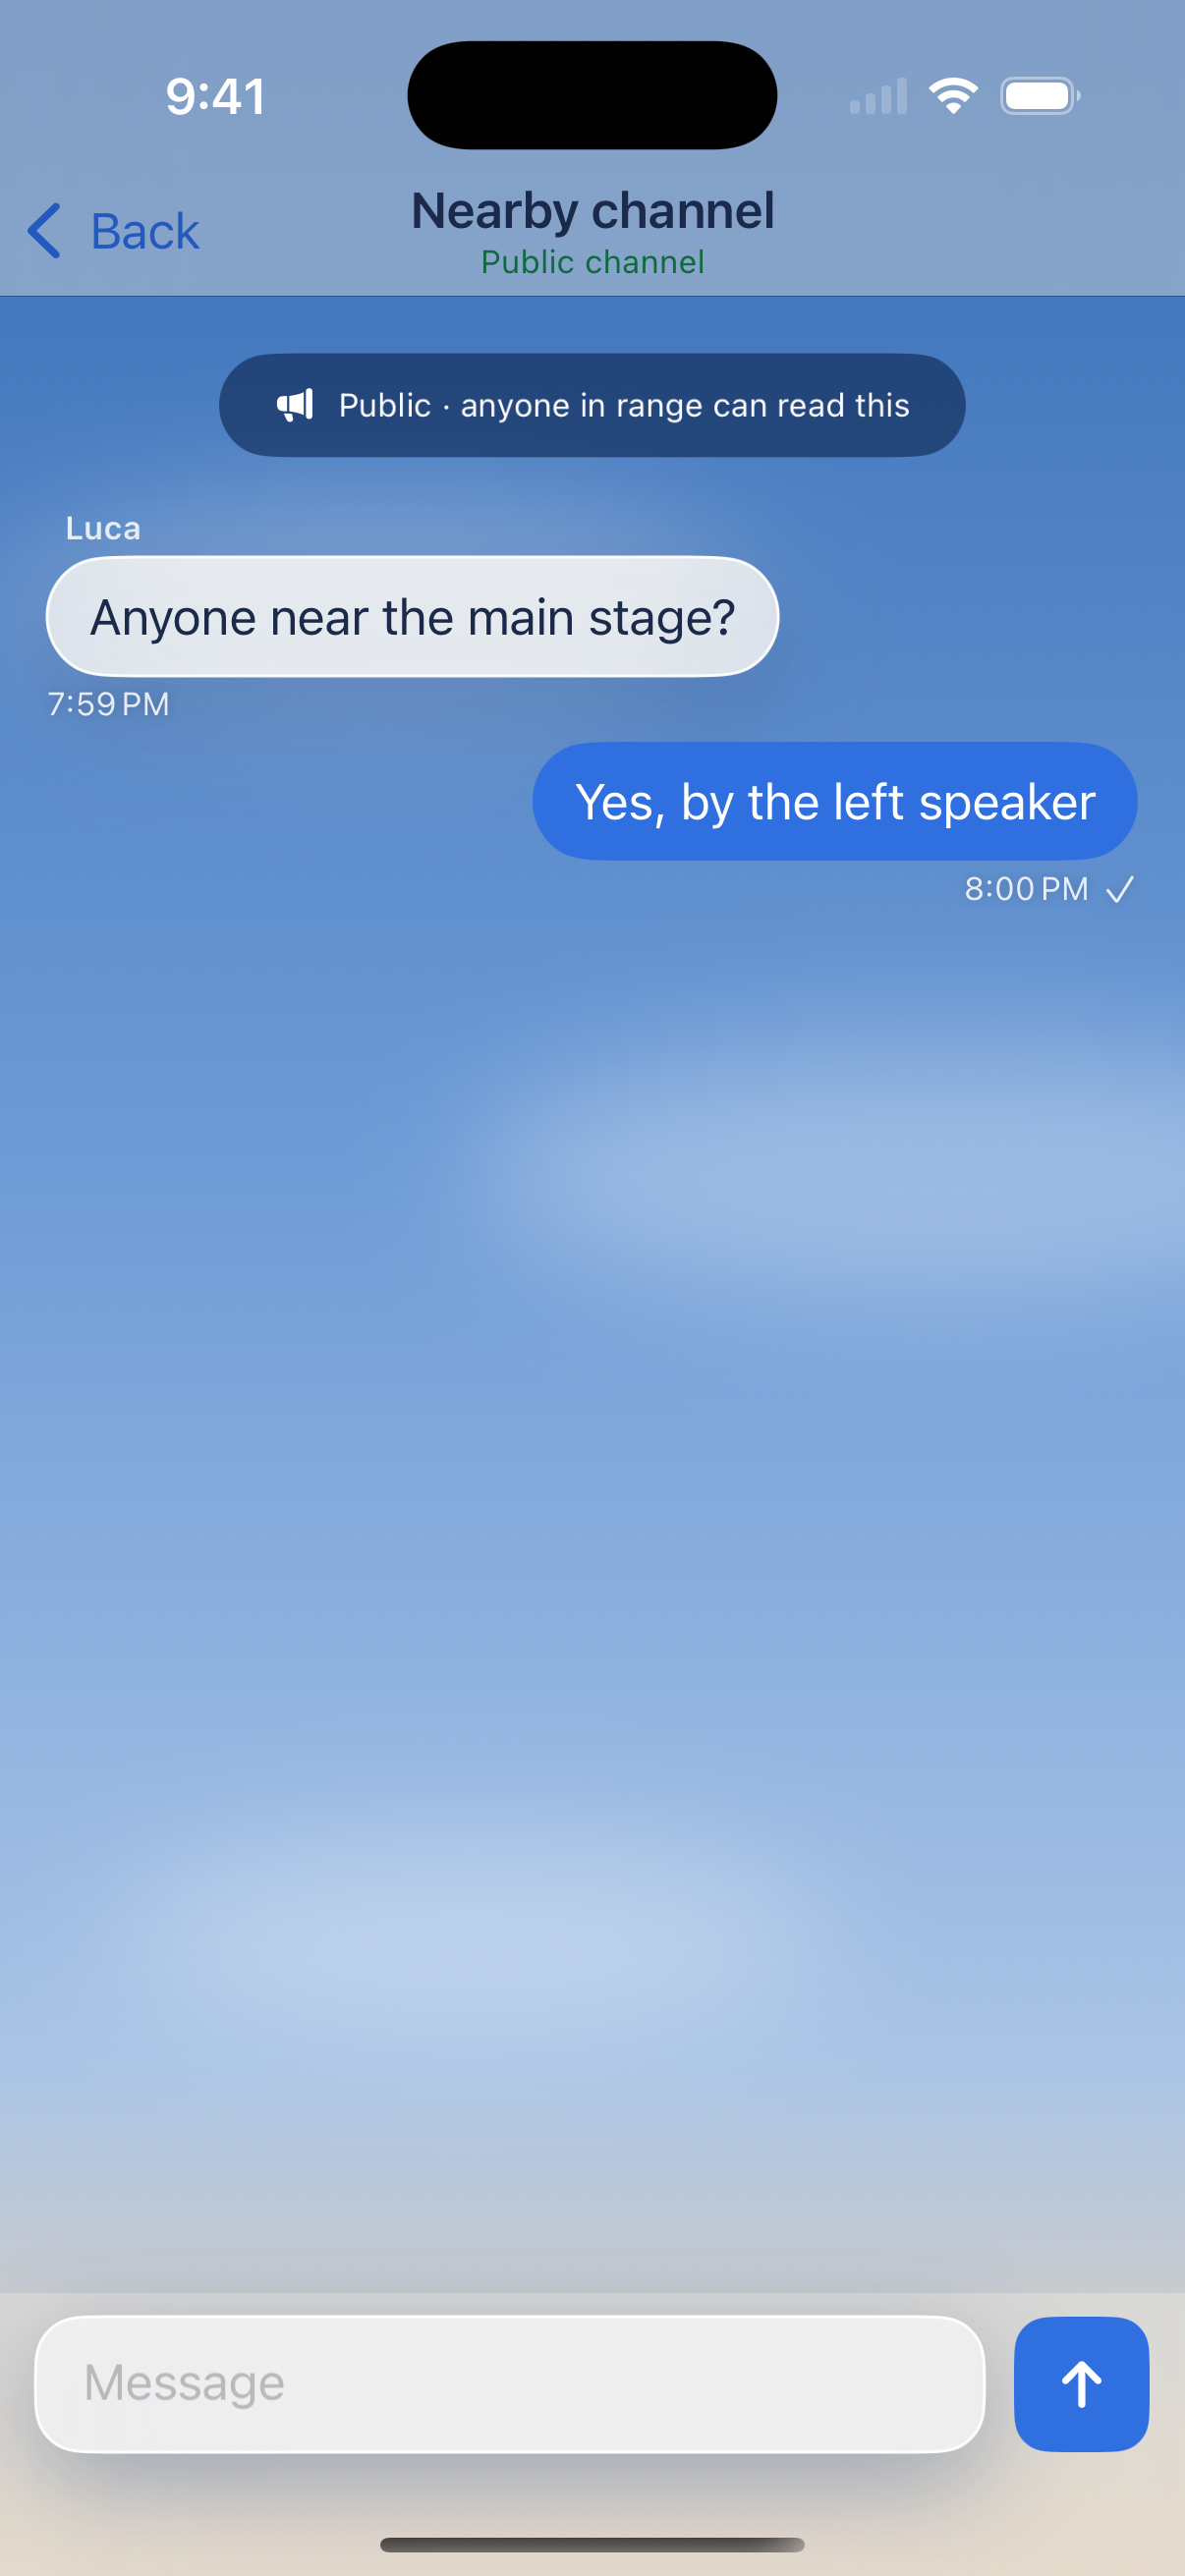 9:41
Back
Nearby channel
Public channel
Public · anyone in range can read this
Luca
Anyone near the main stage?
7:59 PM
Yes, by the left speaker
8:00 PM
Message